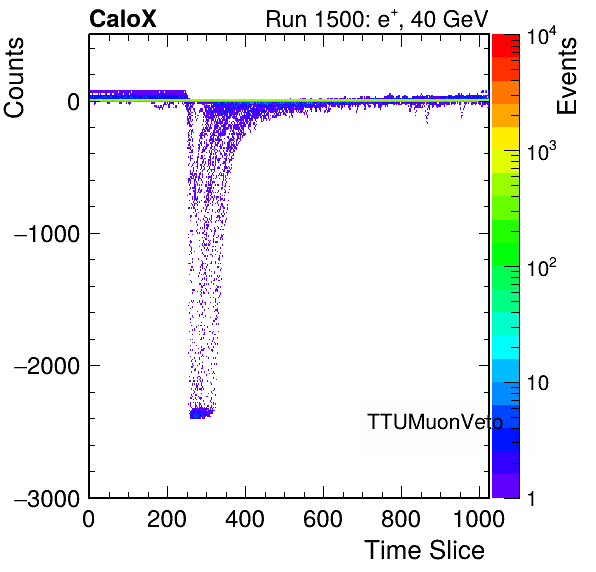 CaloX Run 1500: e+, 40 GeV
Counts
Events
0
−1000
−2000
−3000
0 200 400 600 800 1000
Time Slice
TTUMuonVeto
10^4
10^3
10^2
10
1